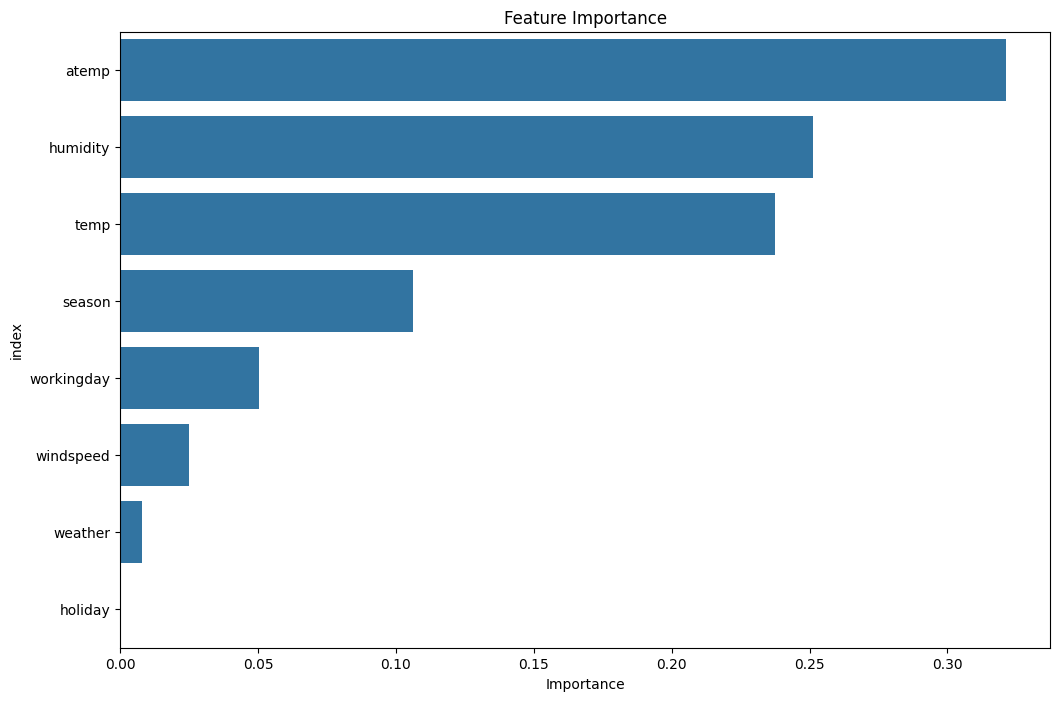 Feature Importance
atemp
humidity
temp
season
workingday
windspeed
weather
holiday
index
0.00 0.05 0.10 0.15 0.20 0.25 0.30
Importance